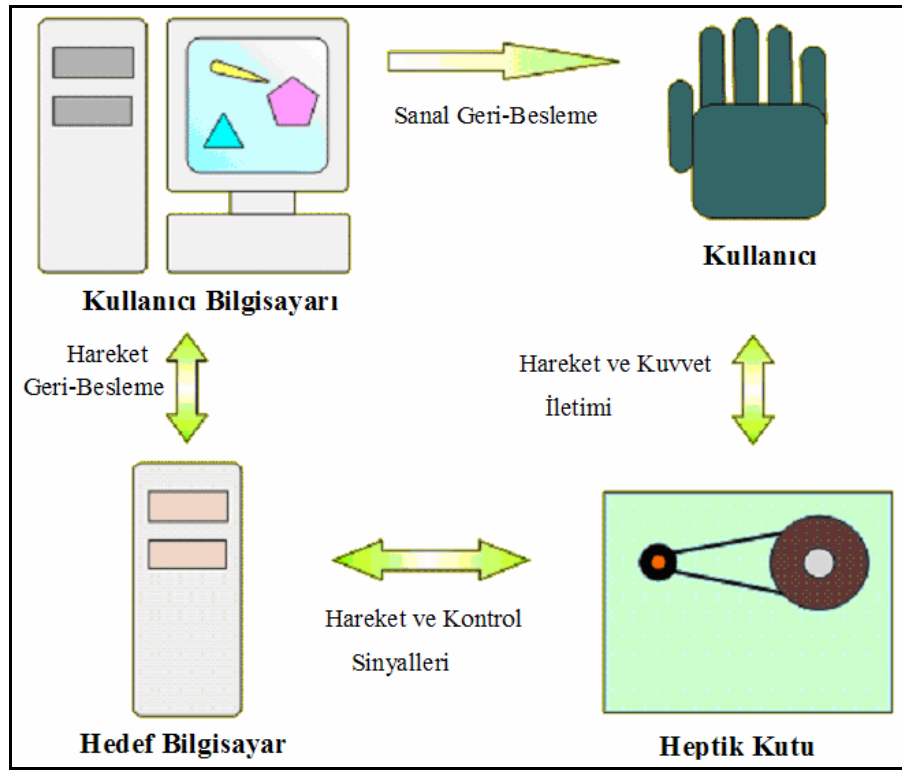 Sanal Geri-Besleme
Kullanıcı Bilgisayarı
Kullanıcı
Hareket
Geri-Besleme
Hareket ve Kuvvet
İletimi
Hareket ve Kontrol
Sinyalleri
Hedef Bilgisayar
Heptik Kutu